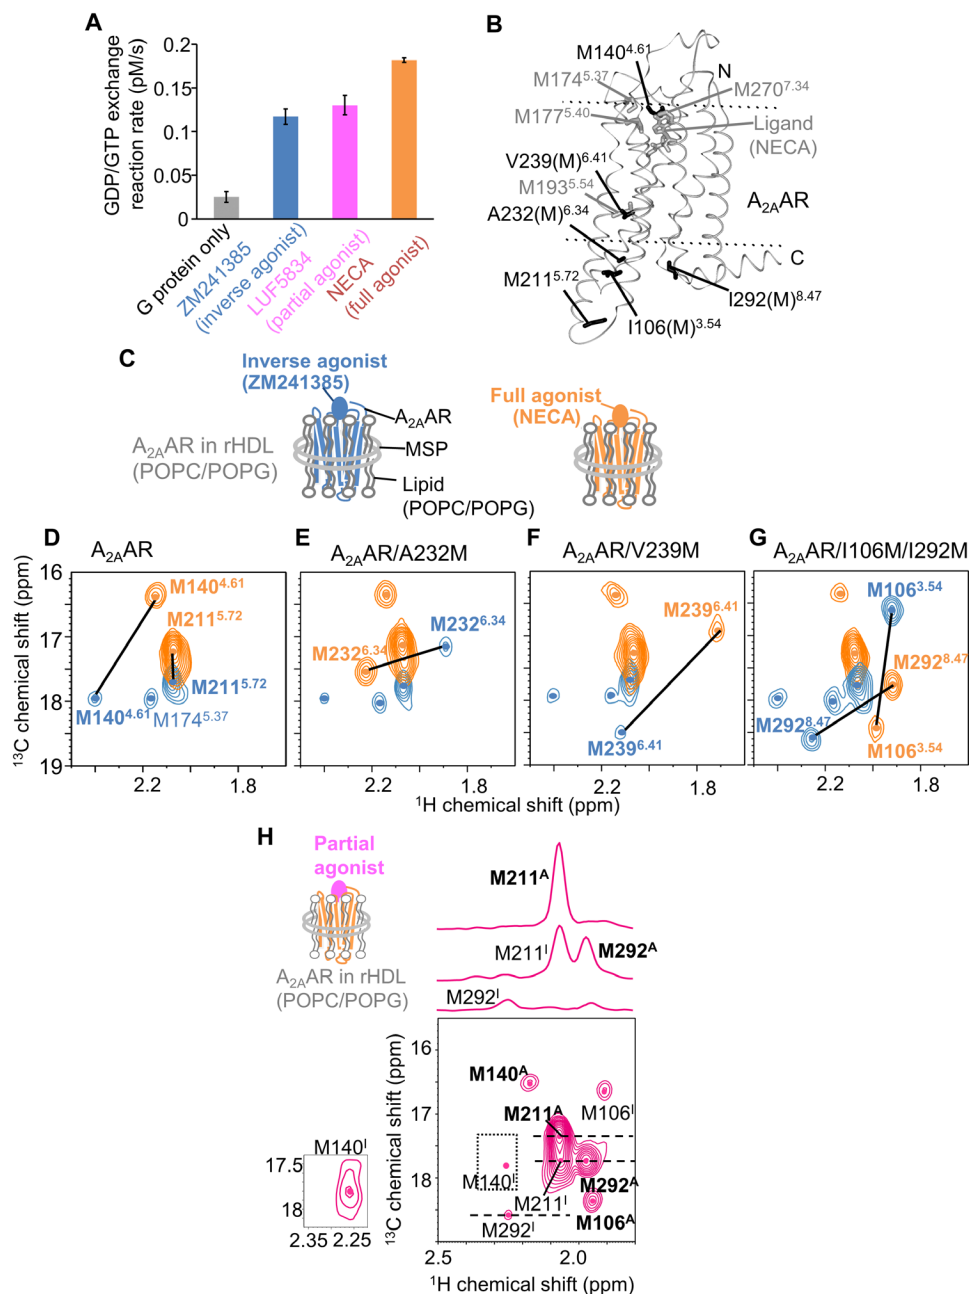 A
GDP/GTP exchange
reaction rate (pM/s)
0.2
0.15
0.1
0.05
0
G protein only
ZM241385
(inverse agonist)
LUF5834
(partial agonist)
NECA
(full agonist)
B
M140^4.61
M174^5.37
N
M270^7.34
M177^5.40
Ligand
(NECA)
V239(M)^6.41
M193^5.54
A232(M)^6.34
A2AAR
M211^5.72
C
I292(M)^8.47
I106(M)^3.54
C
Inverse agonist
(ZM241385)
A2AAR
MSP
Lipid
(POPC/POPG)
A2AAR in rHDL
(POPC/POPG)
Full agonist
(NECA)
D
A2AAR
E
A2AAR/A232M
F
A2AAR/V239M
G
A2AAR/I106M/I292M
13C chemical shift (ppm)
16
17
18
19
M140^4.61
M211^5.72
M211^5.72
M140^4.61
M174^5.37
2.2
1.8
M232^6.34
M232^6.34
2.2
1.8
M239^6.41
M239^6.41
2.2
1.8
M106^3.54
M292^8.47
M292^8.47
M106^3.54
2.2
1.8
1H chemical shift (ppm)
H
Partial
agonist
A2AAR in rHDL
(POPC/POPG)
M211^A
M211^I
M292^A
M292^I
13C chemical shift (ppm)
16
17
18
M140^A
M106^I
M211^A
M140^I
M211^I
M292^A
M292^I
M106^A
2.5
2.0
1H chemical shift (ppm)
M140^I
17.5
18
2.35
2.25